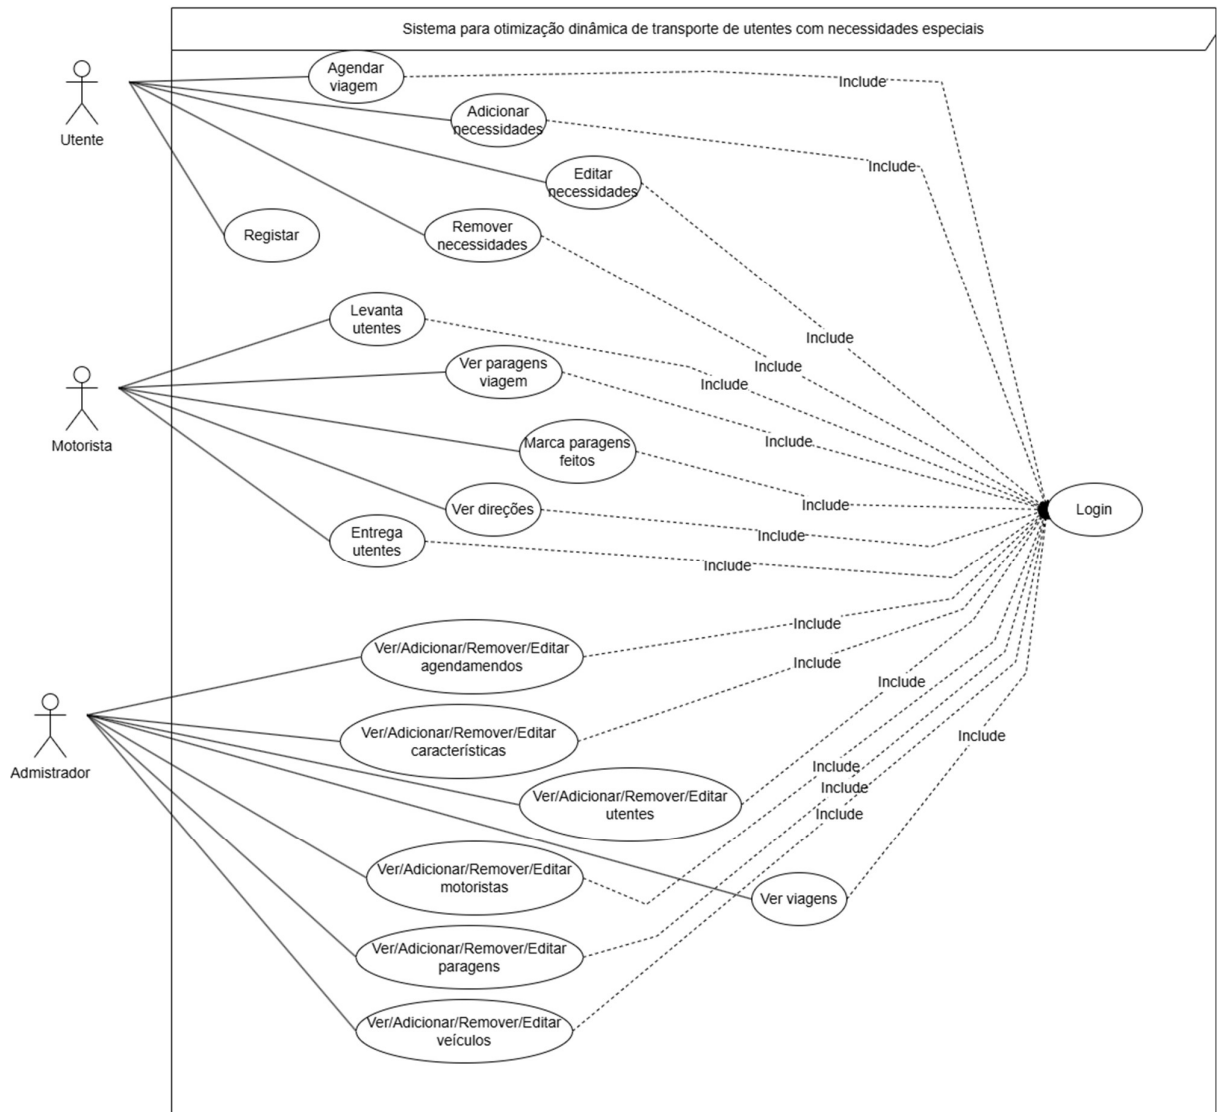 Sistema para otimização dinâmica de transporte de utentes com necessidades especiais
Agendar
viagem
Include
Adicionar
necessidades
Include
Utente
Editar
necessidades
Registar
Remover
necessidades
Levanta
utentes
Include
Ver paragens
viagem
Include
Include
Motorista
Marca paragens
feitos
Include
Ver direções
Include
Login
Entrega
utentes
Include
Include
Ver/Adicionar/Remover/Editar
agendamendos
Include
Include
Ver/Adicionar/Remover/Editar
características
Include
Admistrador
Ver/Adicionar/Remover/Editar
utentes
Include
Include
Include
Ver/Adicionar/Remover/Editar
motoristas
Ver viagens
Ver/Adicionar/Remover/Editar
paragens
Ver/Adicionar/Remover/Editar
veículos